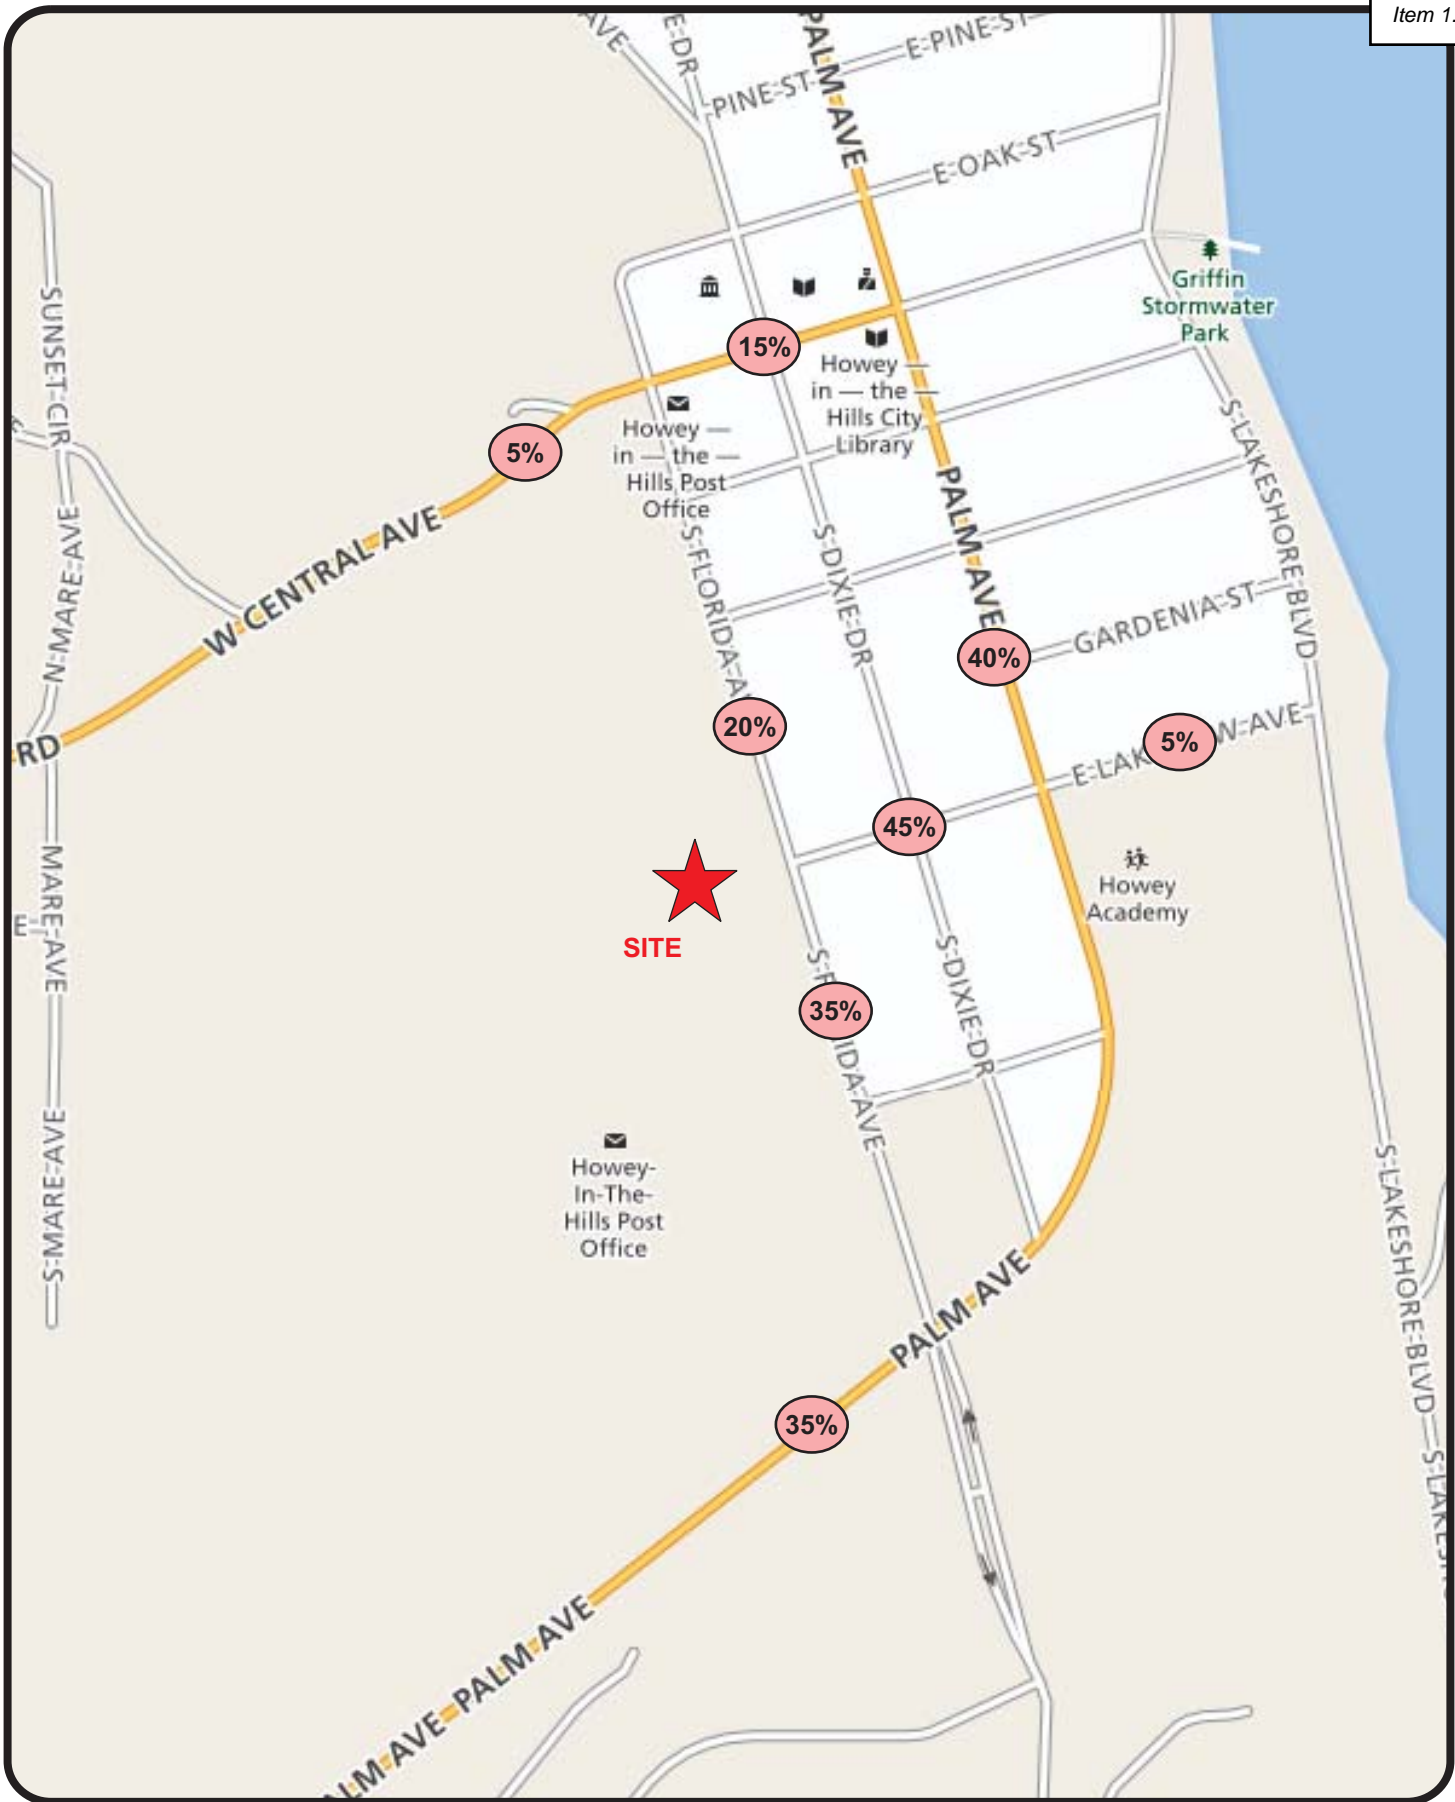 Item 1.
AVE
E-DR
PALM-AVE
E-PINE-ST
PINE-ST
E-OAK-ST
SUNSET-CIR
Griffin
Stormwater
Park
15%
Howey —
in — the —
Hills City
Library
Howey —
in — the —
Hills Post
Office
5%
W CENTRAL-AVE
N-MARE-AVE
RD
S-FLORIDA-A
S-DIXIE-DR
PALM-AVE
S-LAKESHORE-BLVD
GARDENIA-ST
40%
20%
5%
E-LAK
W-AVE
45%
MARE-AVE
E-
SITE
Howey
Academy
S-F
IDA-AVE
35%
S-DIXIE-DR
S-MARE-AVE
Howey-
In-The-
Hills Post
Office
S-LAKESHORE-BLVD
PALM-AVE
35%
S-LAKES
PALM-AVE
LM-AVE